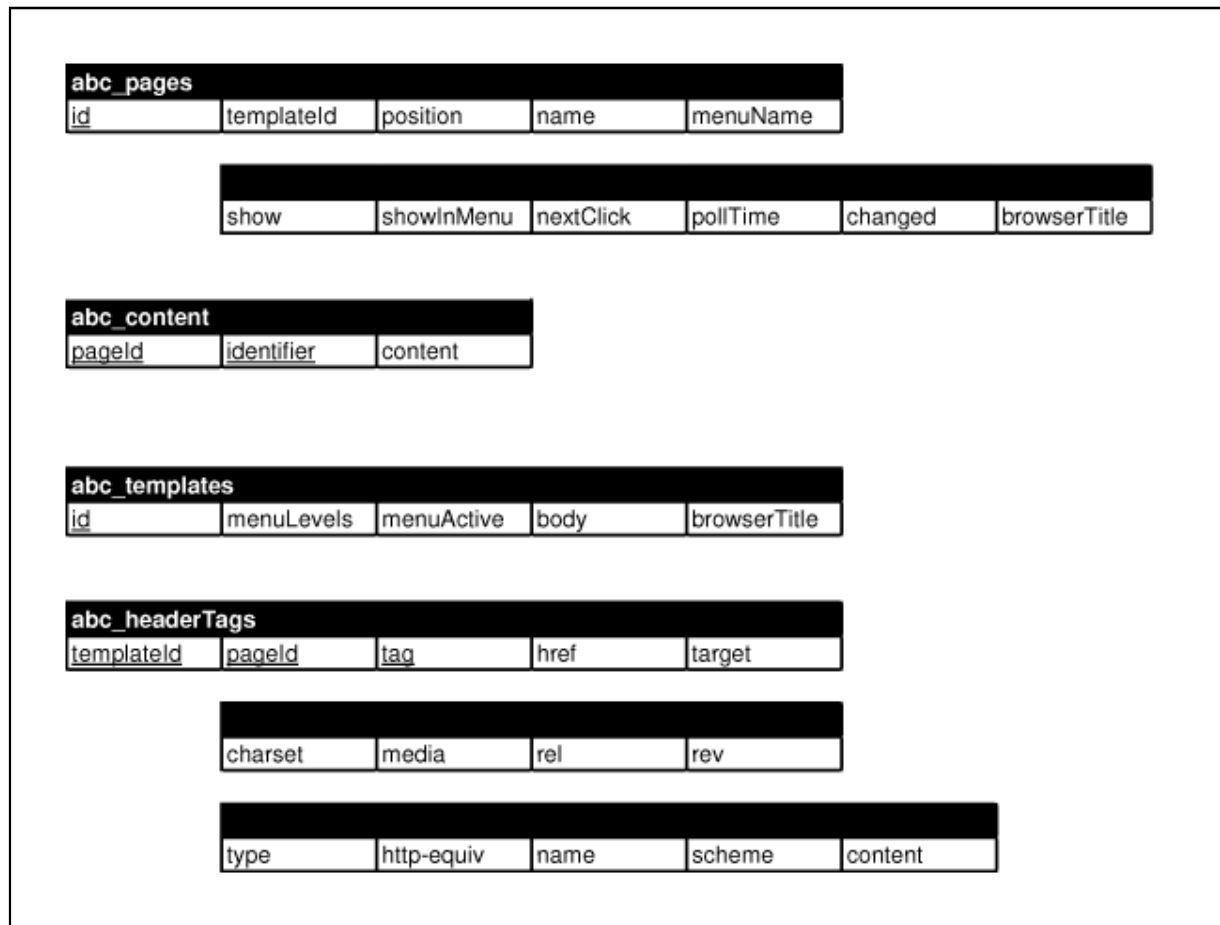 abc_pages
id templateId position name menuName
show showInMenu nextClick pollTime changed browserTitle
abc_content
pageId identifier content
abc_templates
id menuLevels menuActive body browserTitle
abc_headerTags
templateId pageId tag href target
charset media rel rev
type http-equiv name scheme content